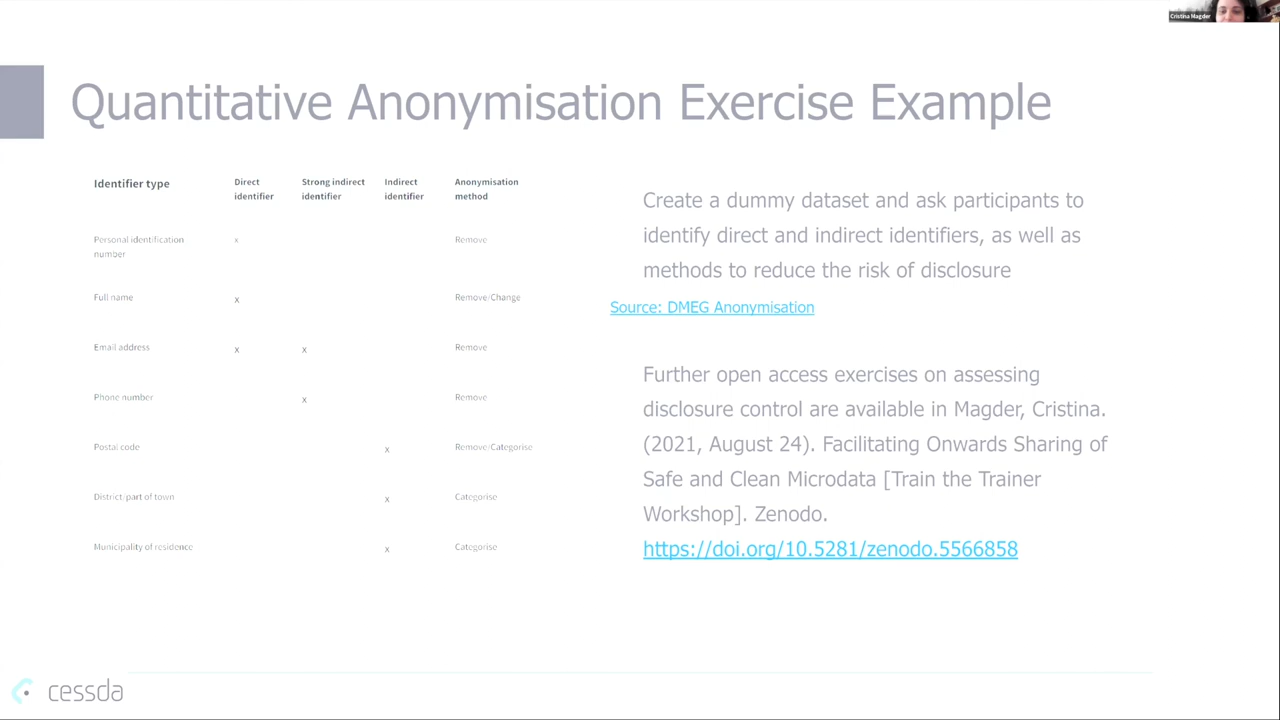 Cristina Magder
Quantitative Anonymisation Exercise Example
Identifier type
Direct identifier
Strong indirect identifier
Indirect identifier
Anonymisation method
Personal identification number
x
Remove
Full name
x
Remove/Change
Email address
x
x
Remove
Phone number
x
Remove
Postal code
x
Remove/Categorise
District/part of town
x
Categorise
Municipality of residence
x
Categorise
Create a dummy dataset and ask participants to
identify direct and indirect identifiers, as well as
methods to reduce the risk of disclosure
Source: DMEG Anonymisation
Further open access exercises on assessing
disclosure control are available in Magder, Cristina.
(2021, August 24). Facilitating Onwards Sharing of
Safe and Clean Microdata [Train the Trainer
Workshop]. Zenodo.
https://doi.org/10.5281/zenodo.5566858
cessda